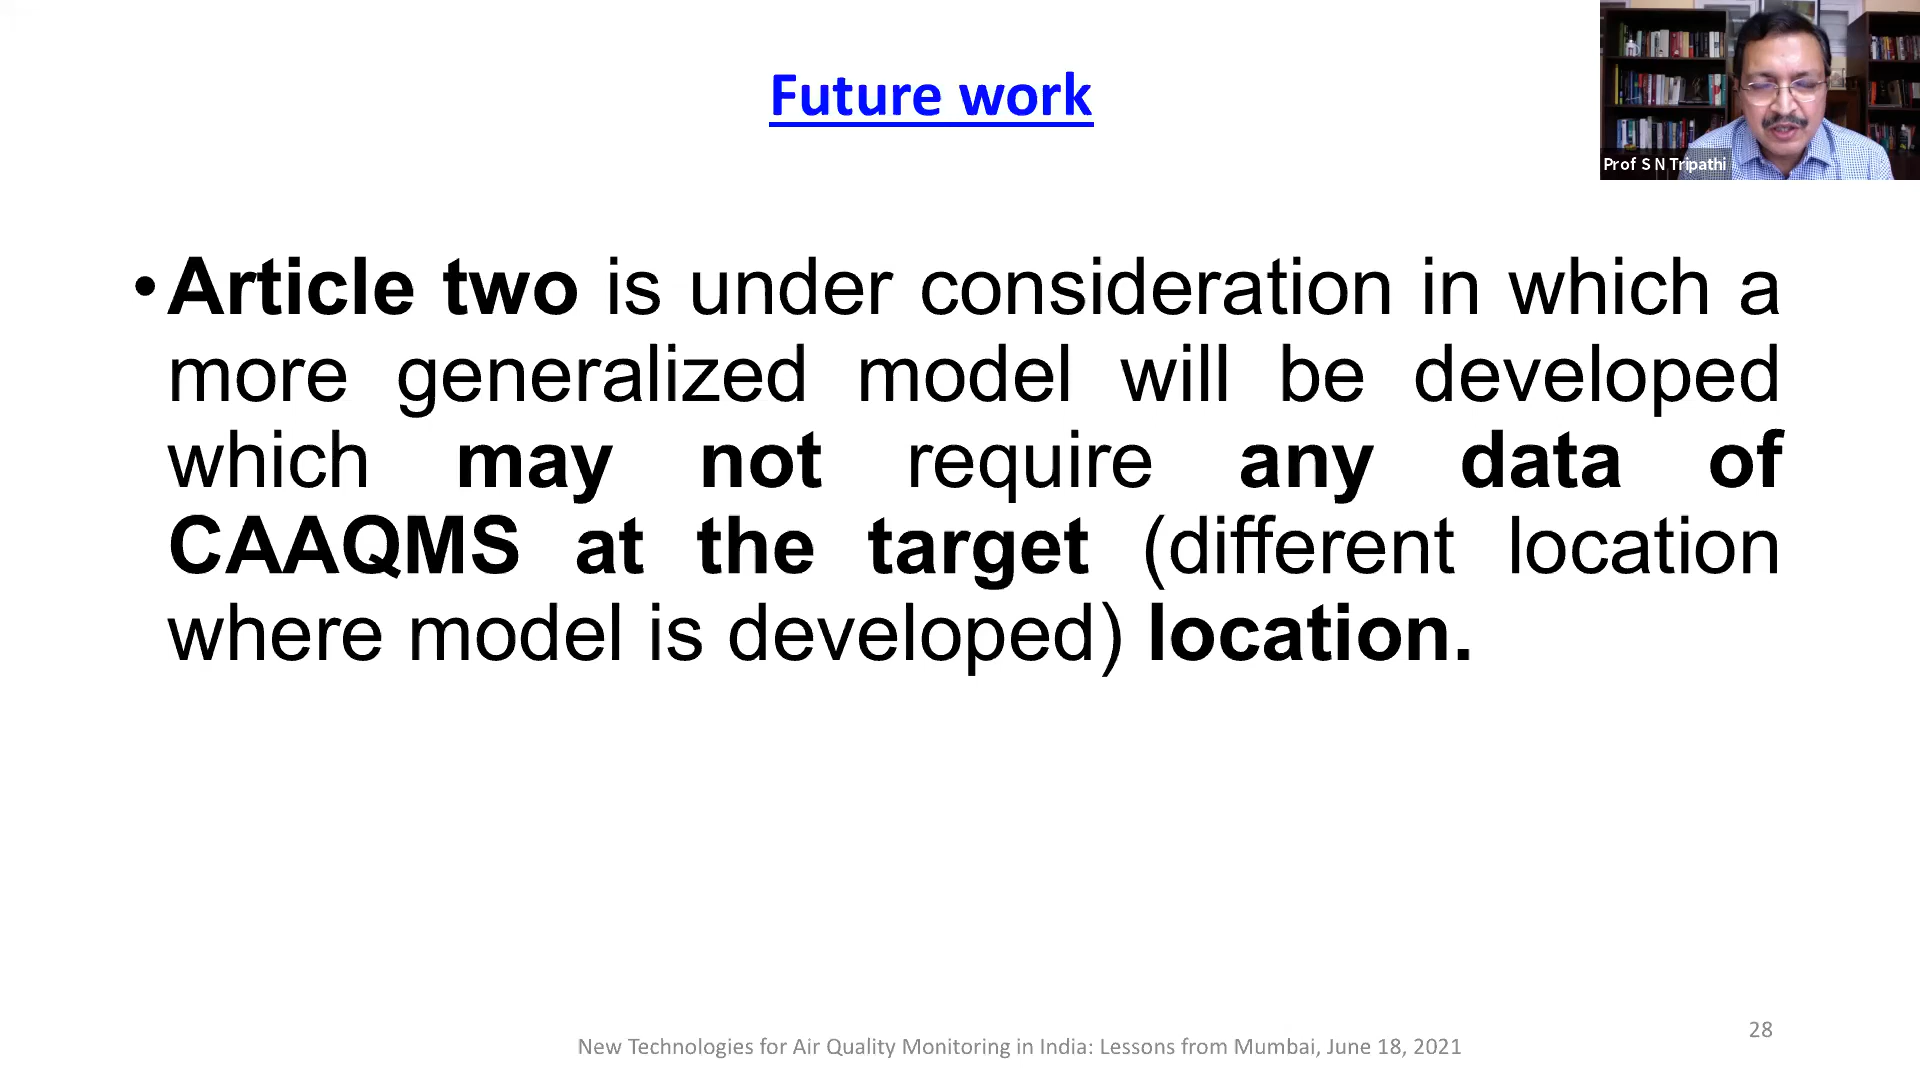 Future work
Prof S N Tripathi
•Article two is under consideration in which a
more generalized model will be developed
which may not require any data of
CAAQMS at the target (different location
where model is developed) location.
28
New Technologies for Air Quality Monitoring in India: Lessons from Mumbai, June 18, 2021